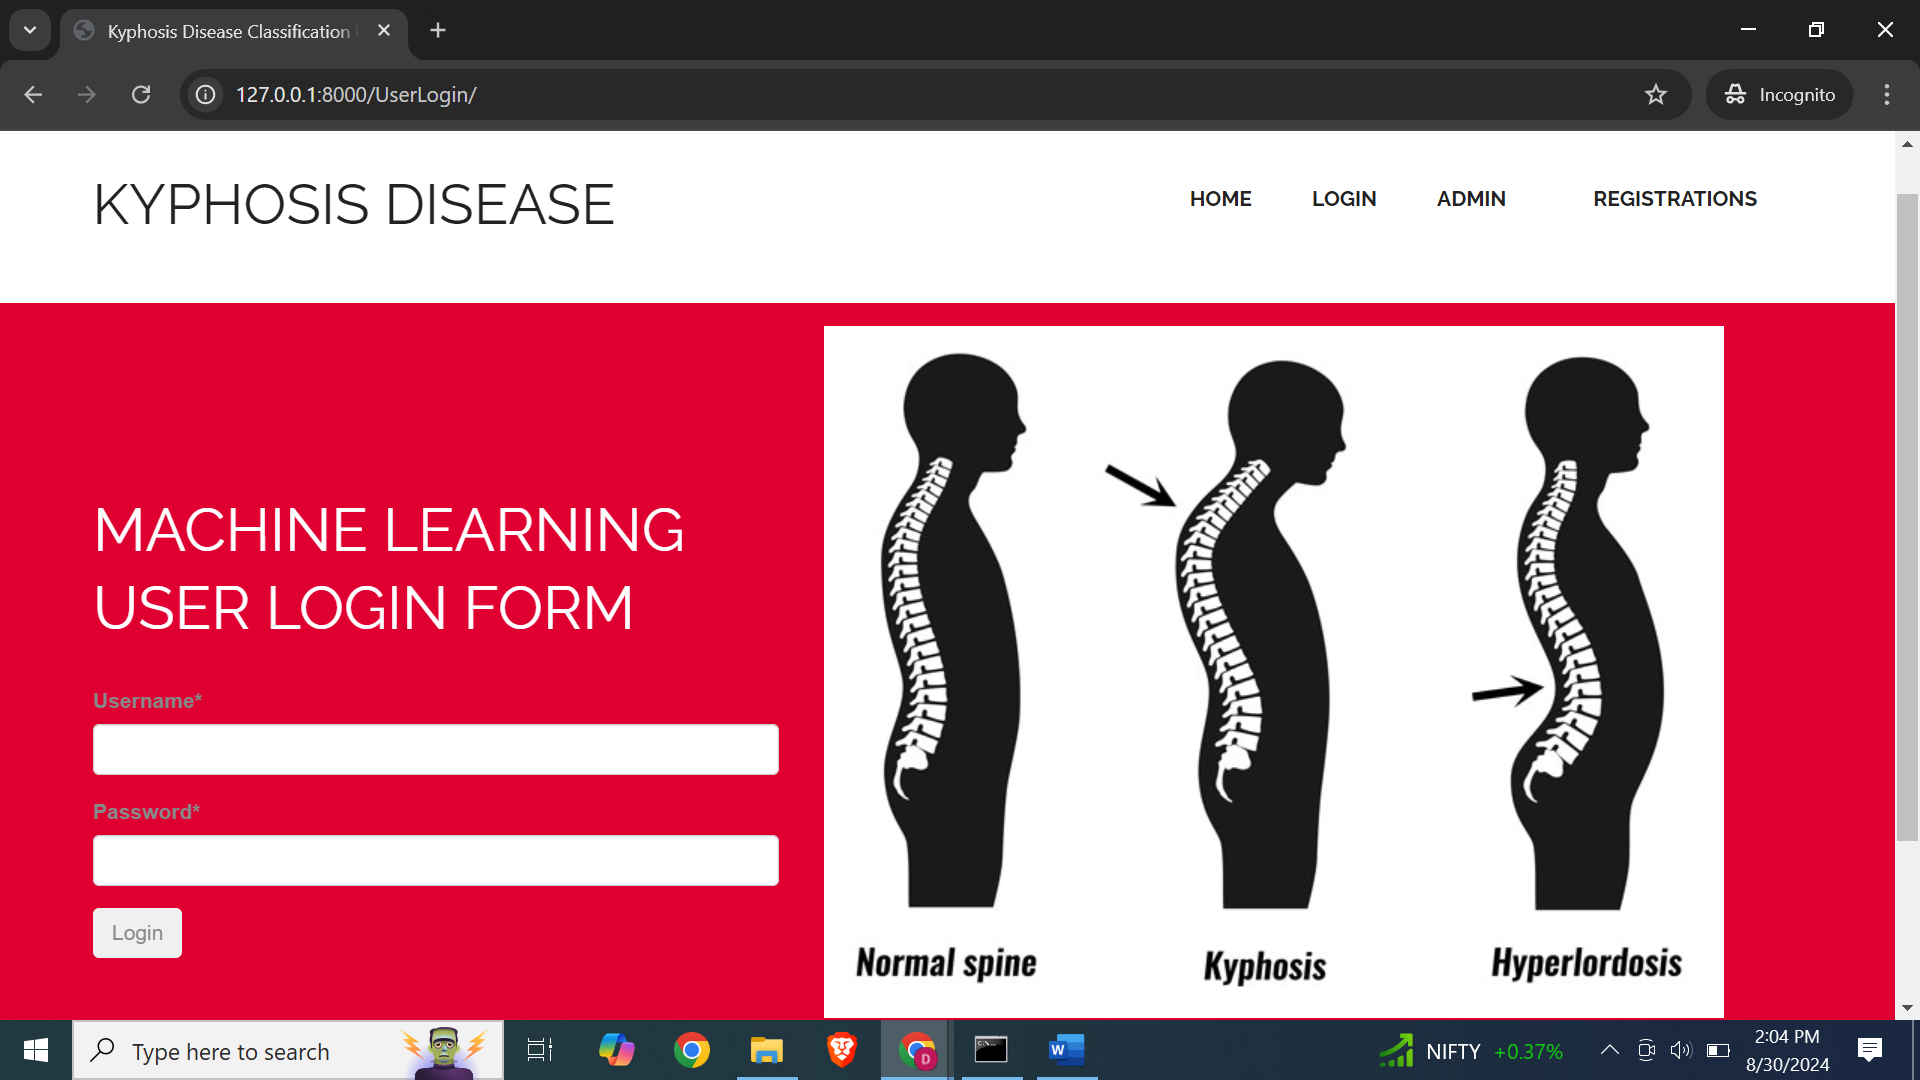 Kyphosis Disease Classification
127.0.0.1:8000/UserLogin/
Incognito
KYPHOSIS DISEASE
HOME
LOGIN
ADMIN
REGISTRATIONS
MACHINE LEARNING
USER LOGIN FORM
Username*
Password*
Login
Normal spine
Kyphosis
Hyperlordosis
Type here to search
D
C:\
W
NIFTY +0.37%
2:04 PM
8/30/2024